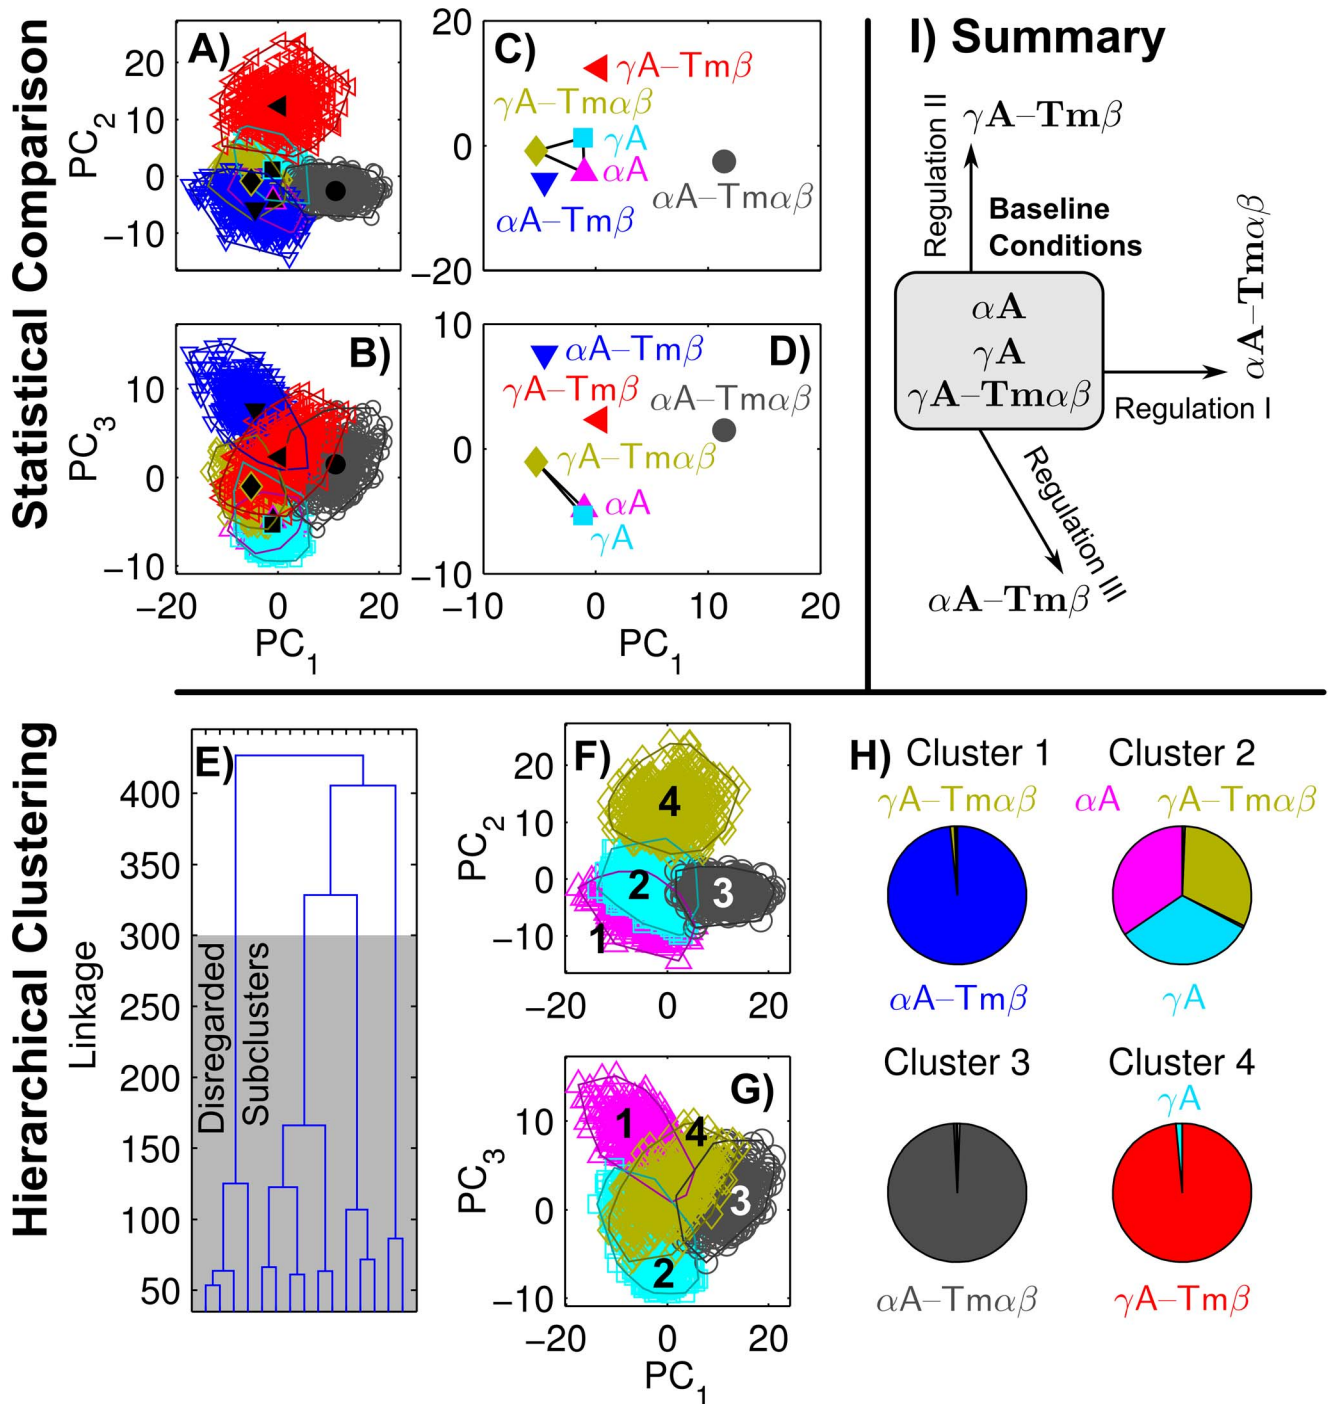 Statistical Comparison
A)
PC2
20
10
0
−10
C)
20
0
−20
γA–Tmβ
γA–Tmαβ
γA
αA
αA–Tmαβ
αA–Tmβ
B)
PC3
10
0
−10
−20
0
20
PC1
D)
10
0
−10
αA–Tmβ
γA–Tmβ
αA–Tmαβ
γA–Tmαβ
αA
γA
−10
0
10
20
PC1
I) Summary
Regulation II
γA–Tmβ
Baseline
Conditions
αA
γA
γA–Tmαβ
Regulation I
αA–Tmαβ
Regulation III
αA–Tmβ
Hierarchical Clustering
E)
Linkage
400
350
300
250
200
150
100
50
Disregarded
Subclusters
F)
PC2
20
10
0
−10
4
2
3
1
−20
0
20
G)
PC3
10
0
−10
1
4
3
2
−20
0
20
PC1
H)
Cluster 1
γA–Tmαβ
αA–Tmβ
Cluster 2
αA
γA–Tmαβ
γA
Cluster 3
αA–Tmαβ
Cluster 4
γA
γA–Tmβ